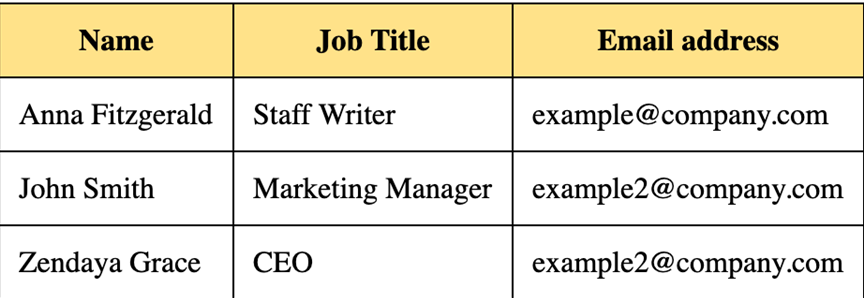 Name Job Title Email address
Anna Fitzgerald Staff Writer example@company.com
John Smith Marketing Manager example2@company.com
Zendaya Grace CEO example2@company.com